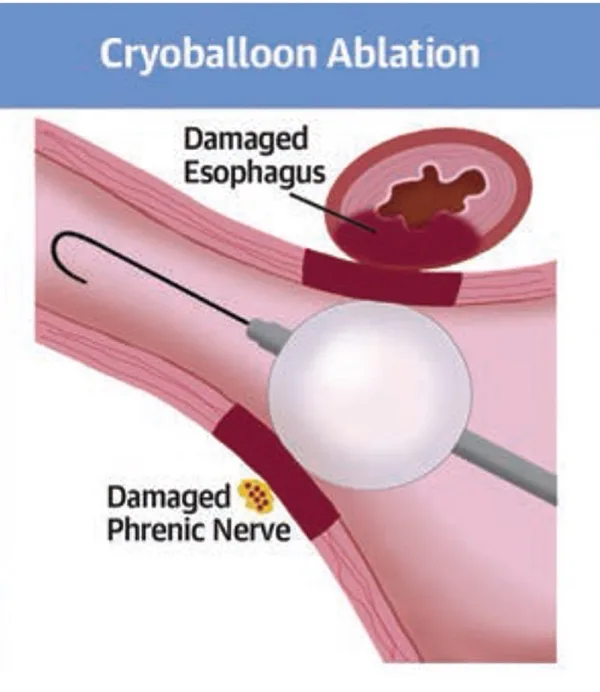 Cryoballoon Ablation
Damaged
Esophagus
Damaged
Phrenic Nerve